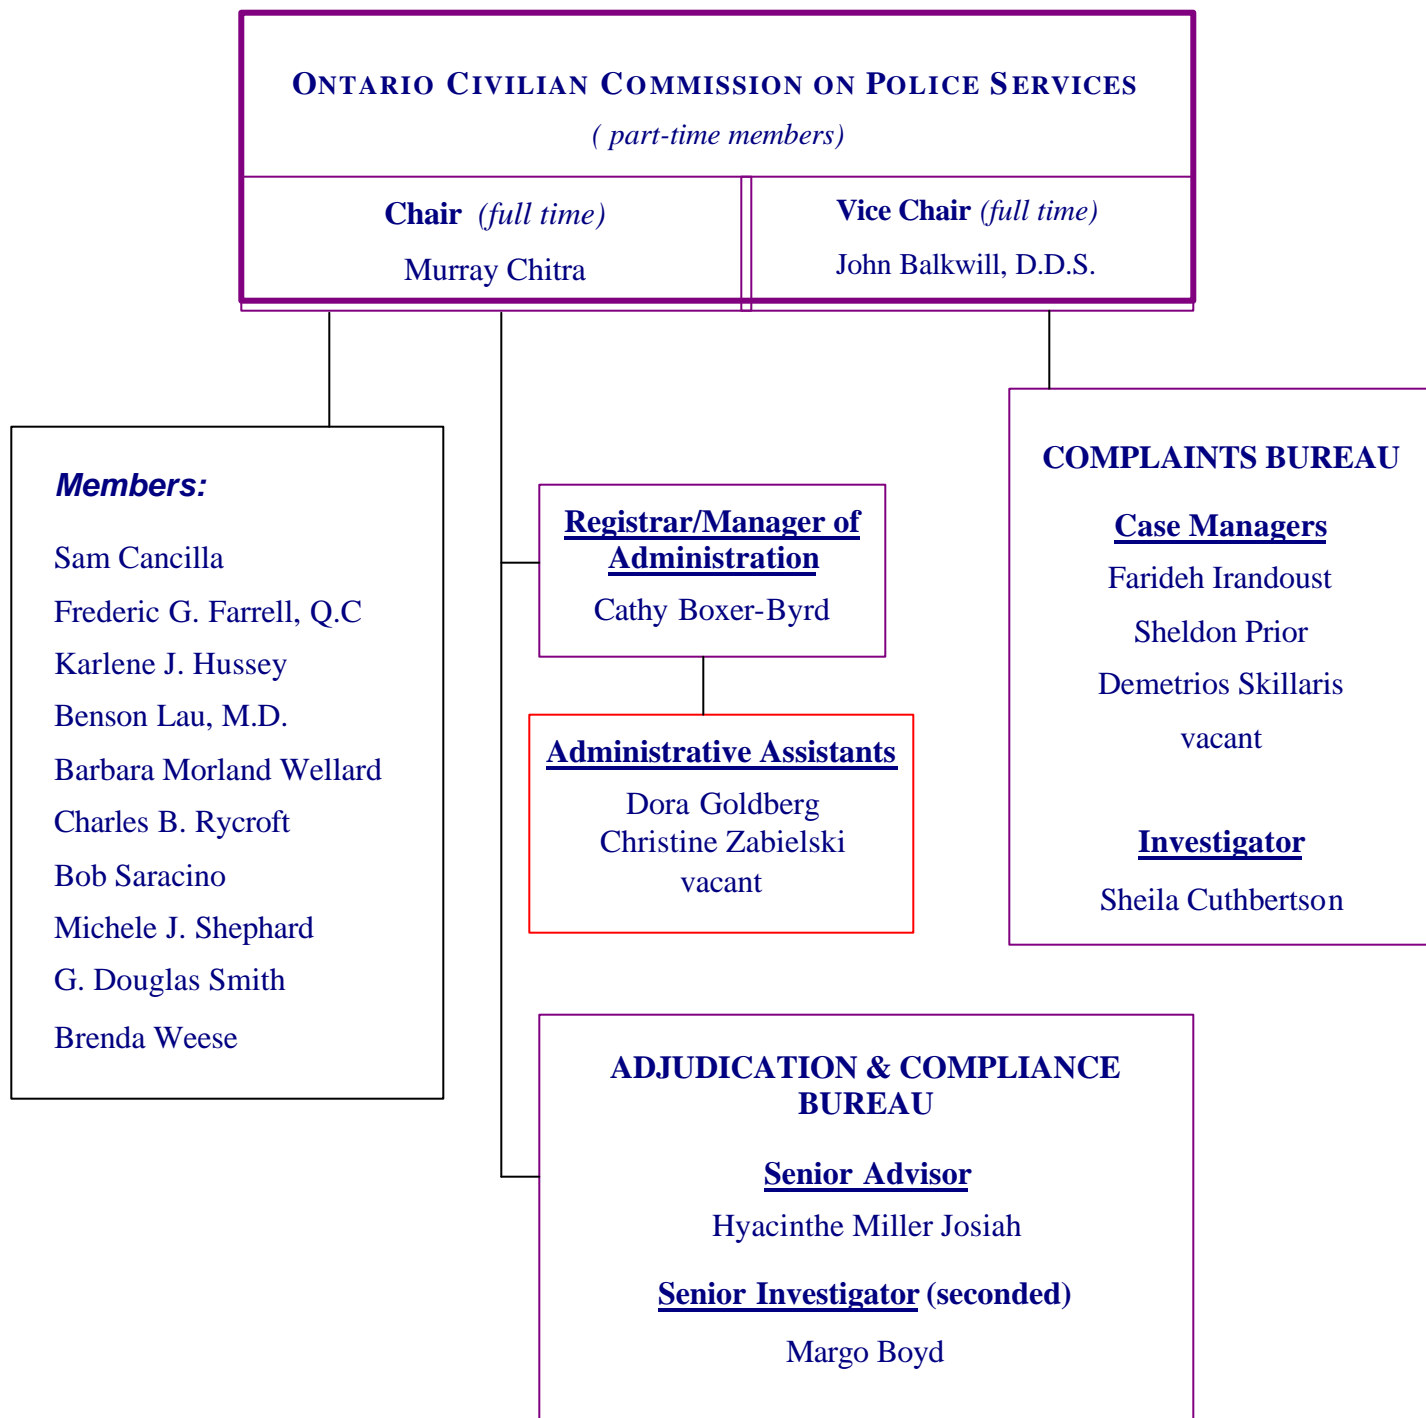 ONTARIO CIVILIAN COMMISSION ON POLICE SERVICES
( part-time members)
Chair (full time)
Murray Chitra
Vice Chair (full time)
John Balkwill, D.D.S.
Members:
Sam Cancilla
Frederic G. Farrell, Q.C
Karlene J. Hussey
Benson Lau, M.D.
Barbara Morland Wellard
Charles B. Rycroft
Bob Saracino
Michele J. Shephard
G. Douglas Smith
Brenda Weese
Registrar/Manager of
Administration
Cathy Boxer-Byrd
Administrative Assistants
Dora Goldberg
Christine Zabielski
vacant
COMPLAINTS BUREAU
Case Managers
Farideh Irandoust
Sheldon Prior
Demetrios Skillaris
vacant
Investigator
Sheila Cuthbertson
ADJUDICATION & COMPLIANCE
BUREAU
Senior Advisor
Hyacinthe Miller Josiah
Senior Investigator (seconded)
Margo Boyd